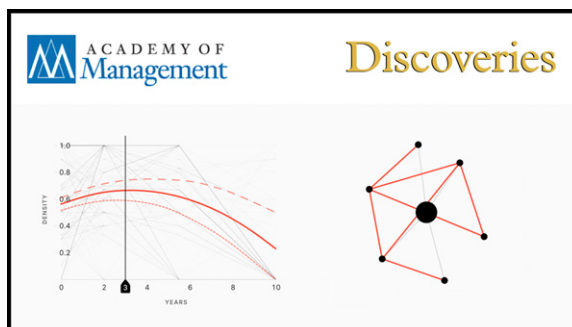 ACADEMY OF
Management
Discoveries
1.0
0.8
0.6
0.4
0.2
DENSITY
0 2 3 4 6 8 10
YEARS